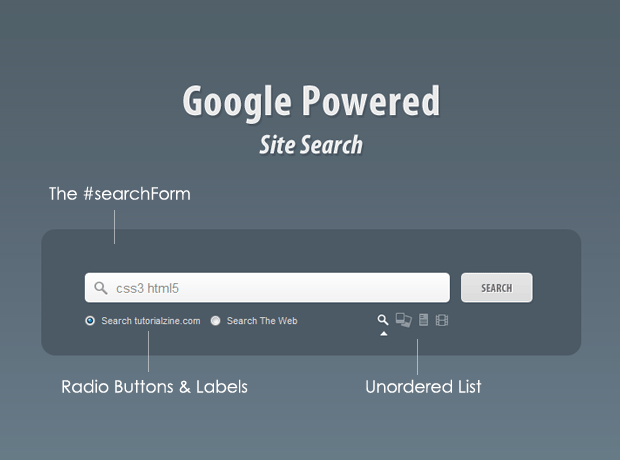 Google Powered
Site Search
The #searchForm
css3 html5
SEARCH
Search tutorialzine.com
Search The Web
Radio Buttons & Labels
Unordered List